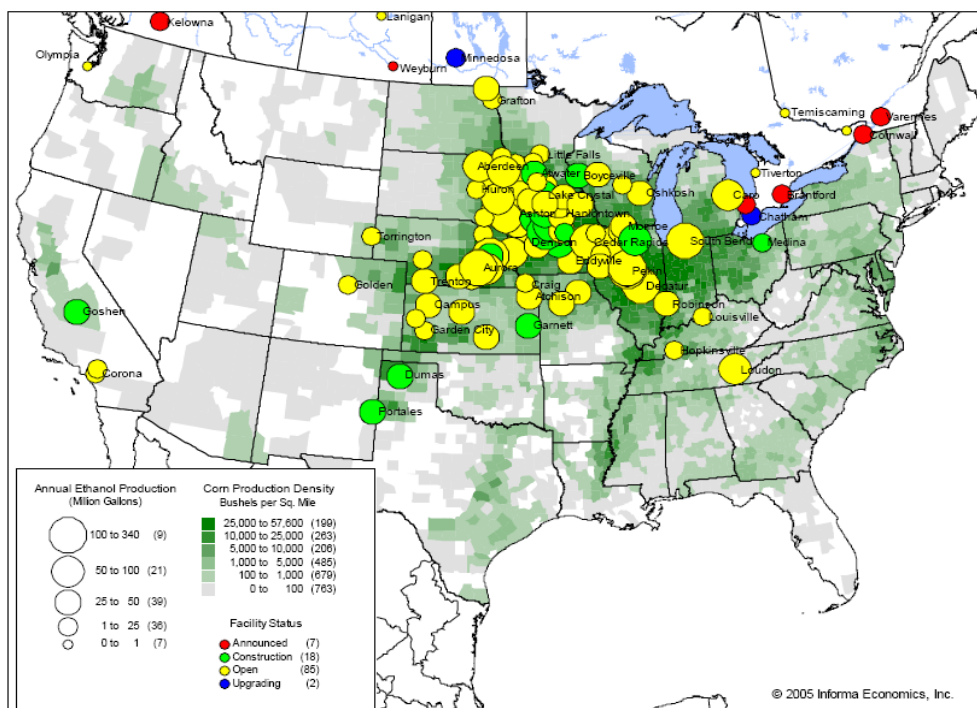 Lanigan
Kelowna
Olympia
Weyburn
Minnedosa
Grafton
Temiscaming
Varennes
Cornwall
Little Falls
Aberdeen
Atwater
Boyceville
Tiverton
Huron
Lake Crystal
Oshkosh
Caro
Brantford
Ashton
Hanlontown
Chatham
Monroe
Torrington
Denison
Cedar Rapids
South Bend
Medina
Aurora
Eddyville
Pekin
Golden
Trenton
Craig
Decatur
Atchison
Goshen
Campus
Robinson
Louisville
Garden City
Garnett
Hopkinsville
Corona
Dumas
Loudon
Portales
Annual Ethanol Production
(Milion Gallons)
100 to 340 (9)
50 to 100 (21)
25 to 50 (39)
1 to 25 (36)
0 to 1 (7)
Corn Production Density
Bushels per Sq. Mile
25,000 to 57,600 (199)
10,000 to 25,000 (263)
5,000 to 10,000 (206)
1,000 to 5,000 (485)
100 to 1,000 (679)
0 to 100 (763)
Facility Status
Announced (7)
Construction (18)
Open (85)
Upgrading (2)
© 2005 Informa Economics, Inc.